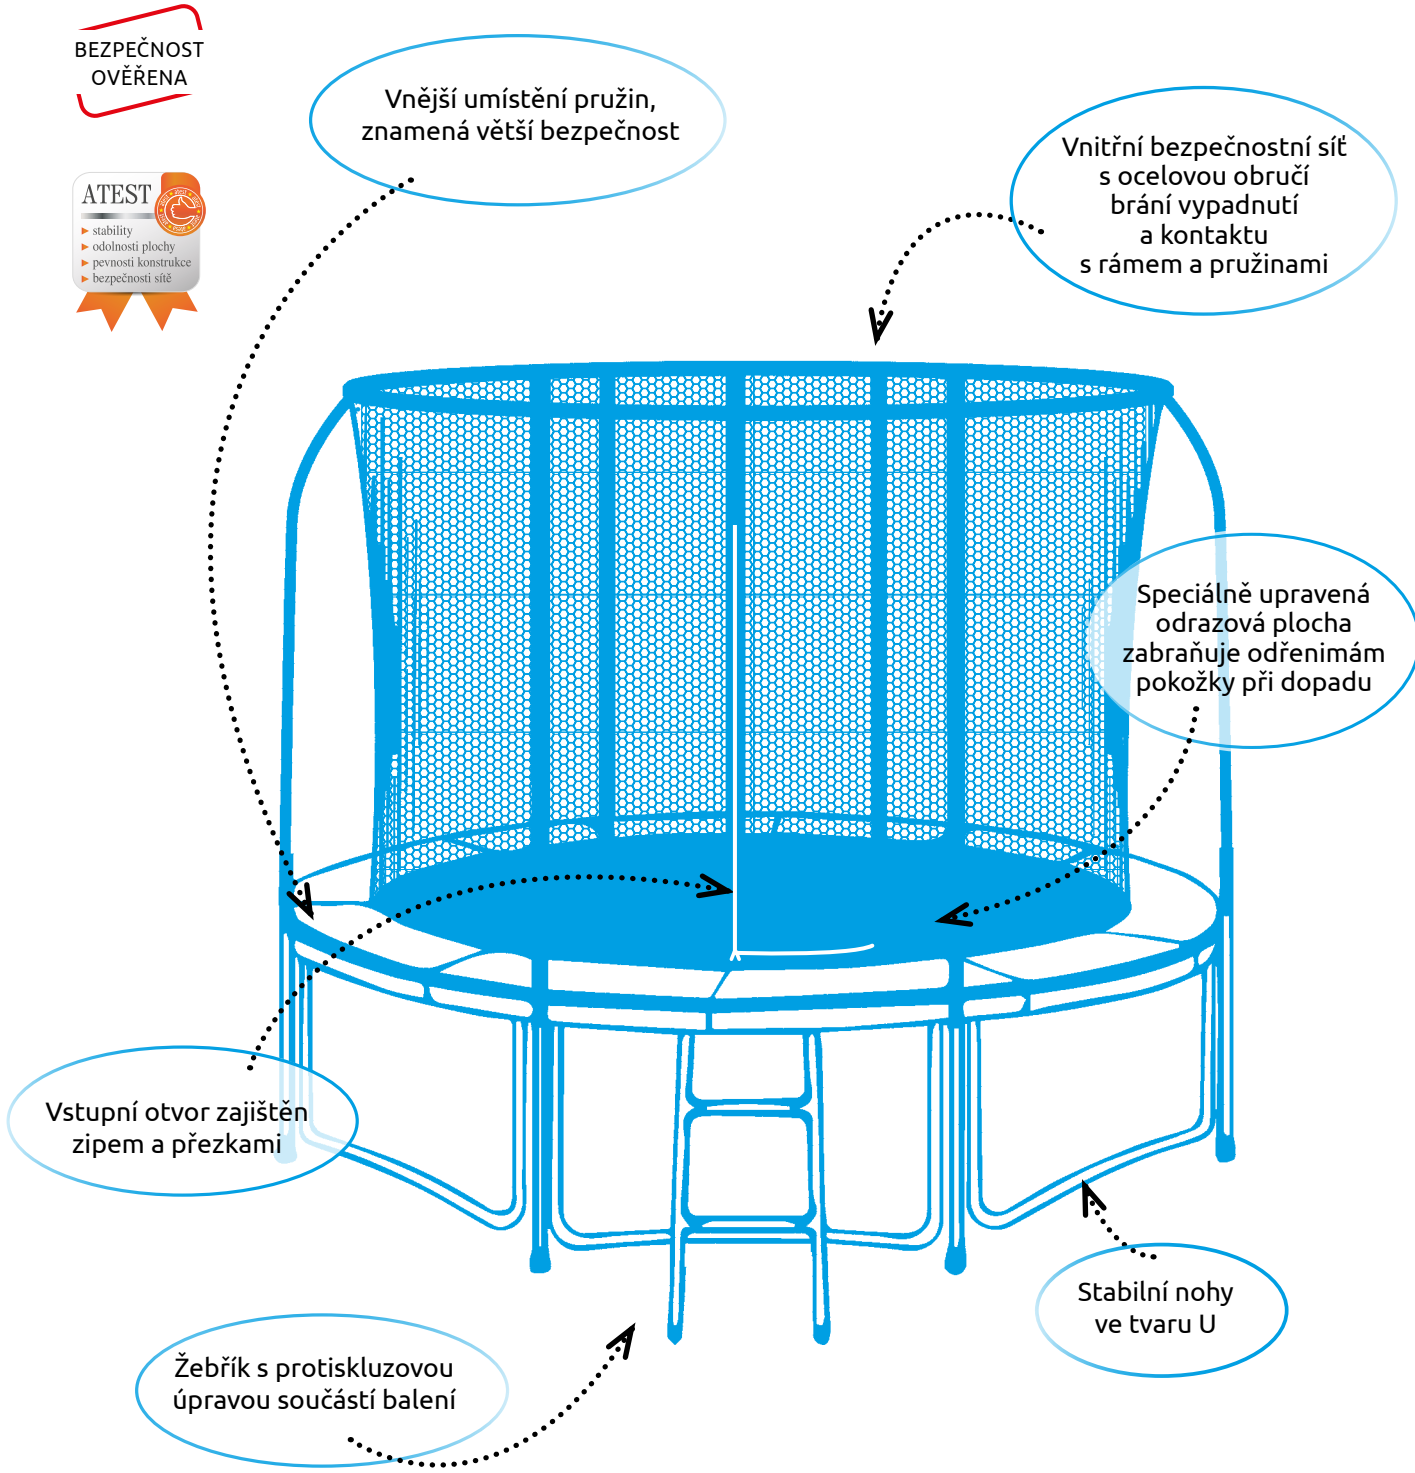 BEZPEČNOST
OVĚŘENA
Vnější umístění pružin,
znamená větší bezpečnost
Vnitřní bezpečnostní síť
s ocelovou obručí
brání vypadnutí
a kontaktu
s rámem a pružinami
ATEST
stability
odolnosti plochy
pevnosti konstrukce
bezpečnosti sítě
Speciálně upravená
odrazová plocha
zabraňuje odřenimám
pokožky při dopadu
Vstupní otvor zajištěn
zipem a přezkami
Stabilní nohy
ve tvaru U
Žebřík s protiskluzovou
úpravou součástí balení